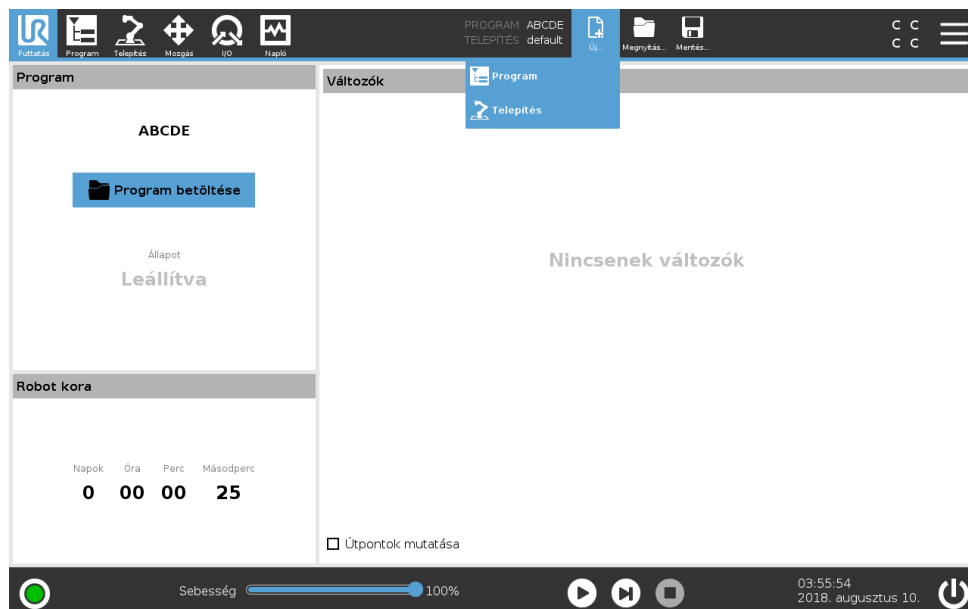 UR
Futtatás Program Telepítés Mozgás I/O Napló
PROGRAM ABCDE
TELEPÍTÉS default
Új... Megnyitás... Mentés...
C C
C C
Program
Telepítés
Program
ABCDE
Program betöltése
Állapot
Leállítva
Változók
Nincsenek változók
Útpontok mutatása
Robot kora
Napok Óra Perc Másodperc
0 00 00 25
Sebesség 100%
03:55:54
2018. augusztus 10.